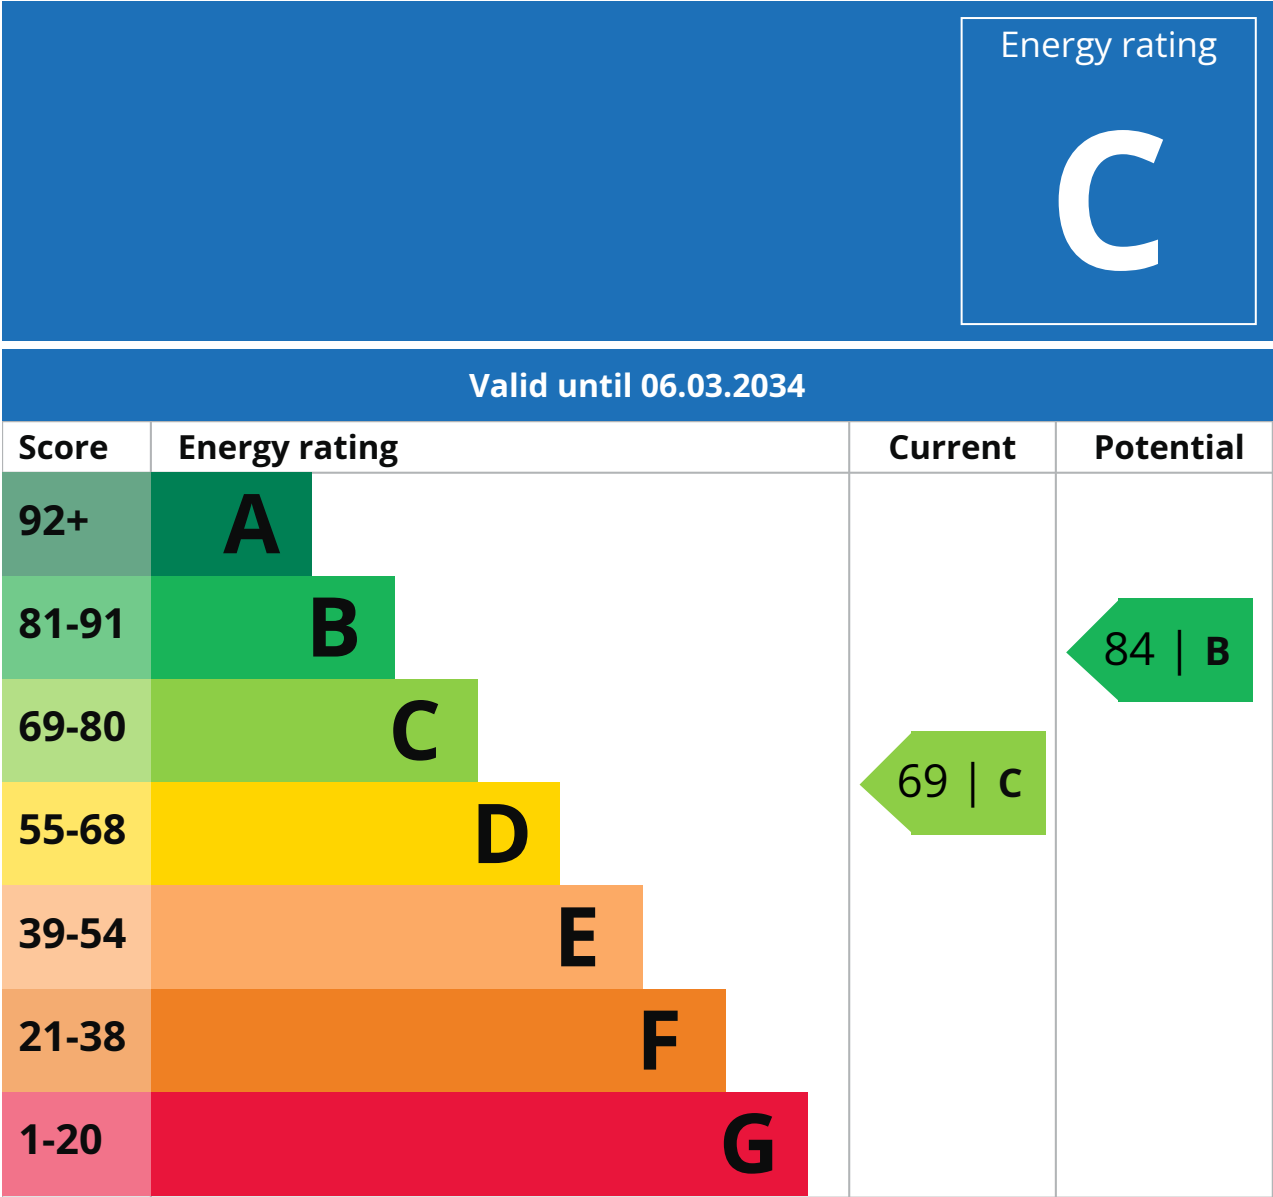 Energy rating
C
Valid until 06.03.2034
Score Energy rating Current Potential
92+ A
81-91 B 84 | B
69-80 C
69 | C
55-68 D
39-54 E
21-38 F
1-20 G